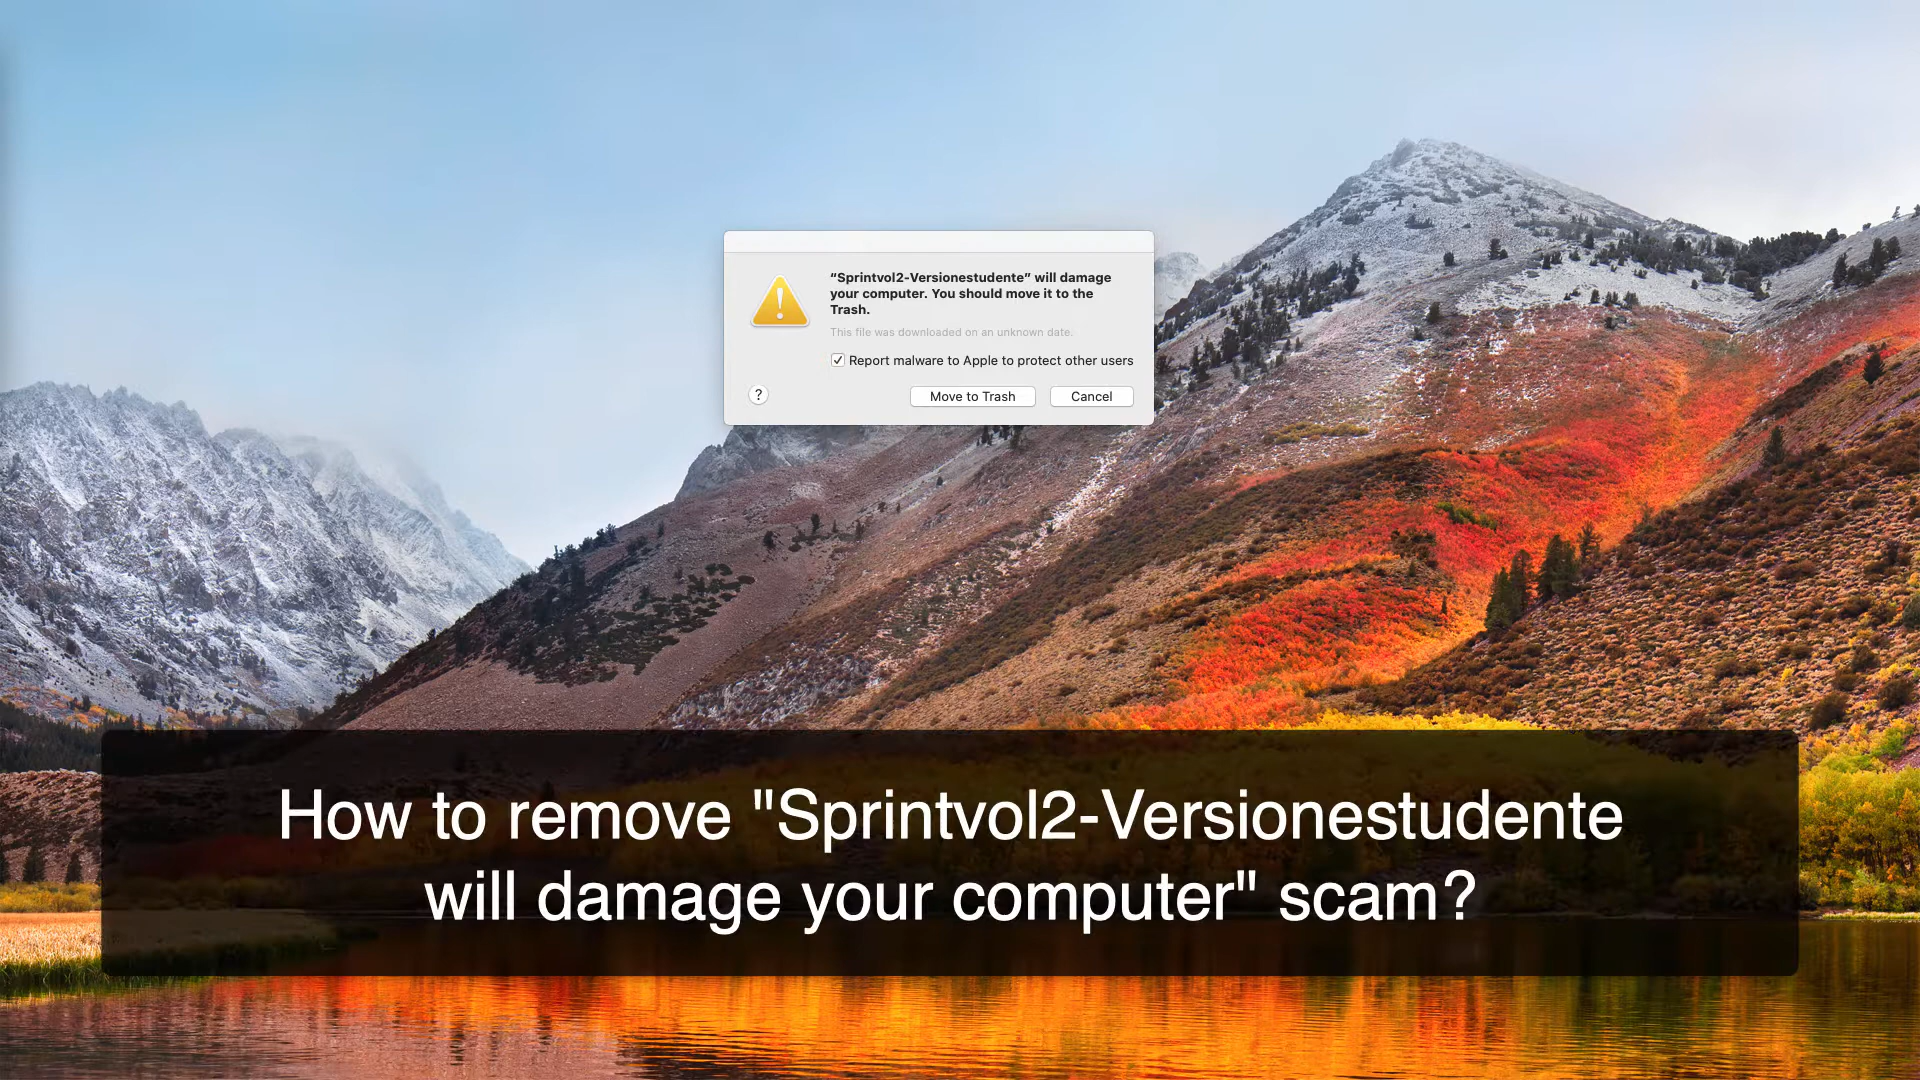 “Sprintvol2-Versionestudente” will damage
your computer. You should move it to the
Trash.
This file was downloaded on an unknown date.
Report malware to Apple to protect other users
? Move to Trash Cancel
How to remove "Sprintvol2-Versionestudente
will damage your computer" scam?